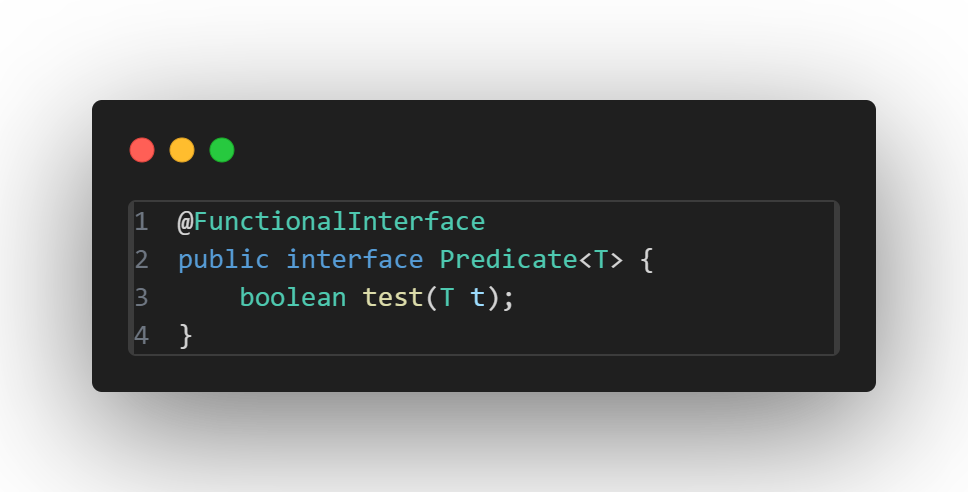 1 @FunctionalInterface
2 public interface Predicate<T> {
3     boolean test(T t);
4 }